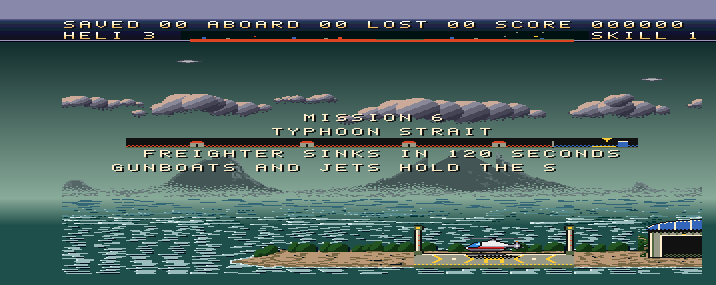 SAVED 00 ABOARD 00 LOST 00 SCORE 000000
HELI 3 SKILL 1
MISSION 6
TYPHOON STRAIT
FREIGHTER SINKS IN 120 SECONDS
GUNBOATS AND JETS HOLD THE S